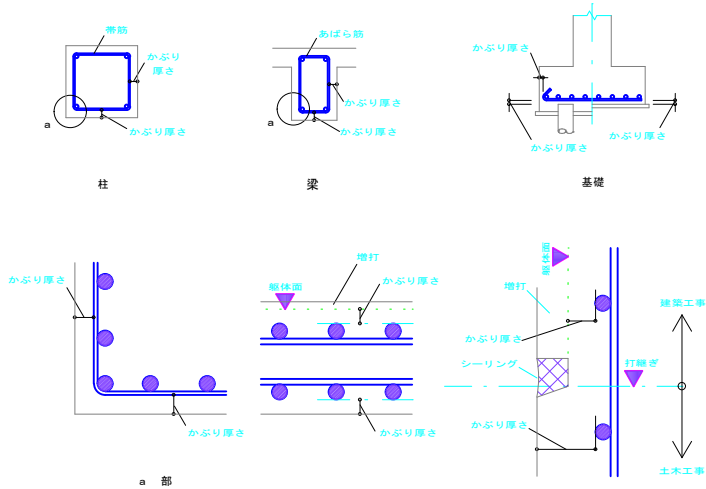 帯筋
かぶり
厚さ
a
かぶり厚さ
柱
あばら筋
かぶり厚さ
a
かぶり厚さ
梁
かぶり厚さ
かぶり厚さ
かぶり厚さ
基礎
かぶり厚さ
a 部
増打
躯体面
かぶり厚さ
かぶり厚さ
躯体面
増打
かぶり厚さ
シーリング
打継ぎ
かぶり厚さ
建築工事
土木工事